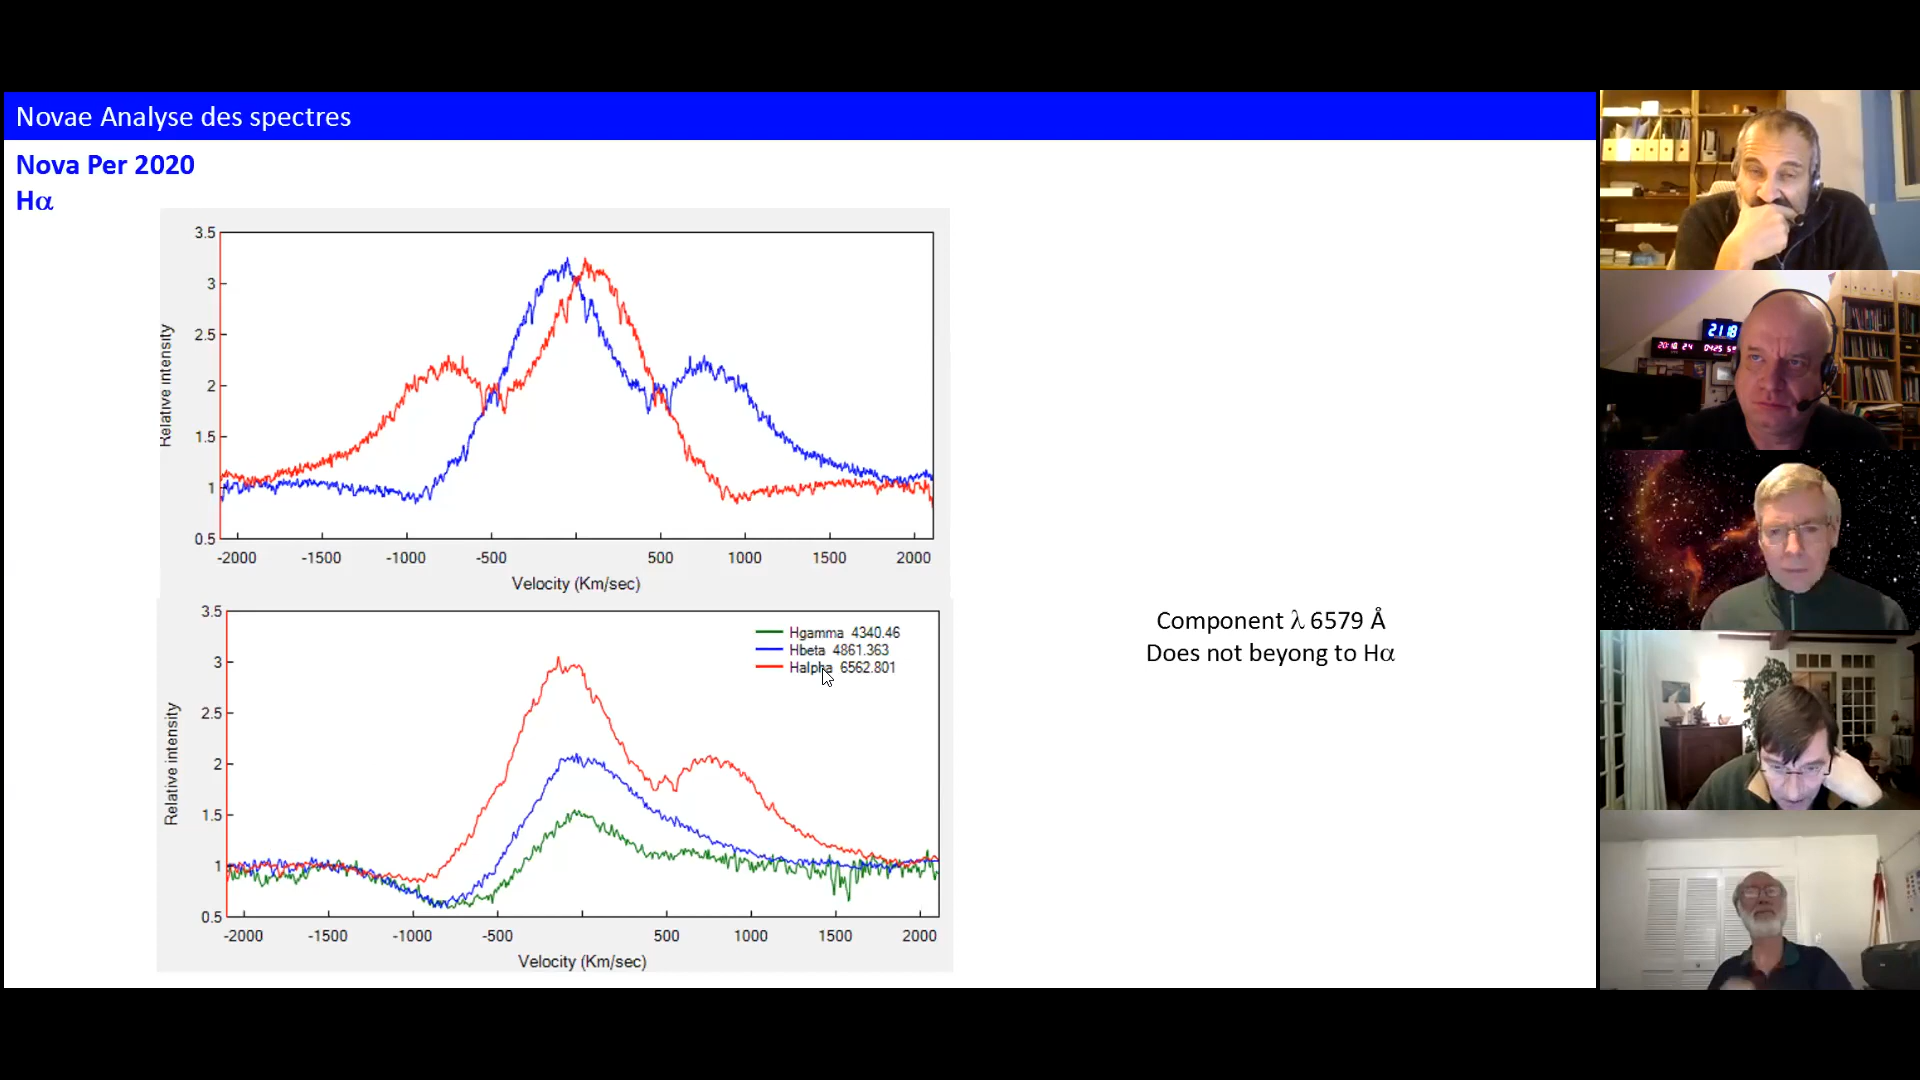 Novae Analyse des spectres
Nova Per 2020
Hα
3.5
3
2.5
2
1.5
1
0.5
Relative intensity
-2000 -1500 -1000 -500 500 1000 1500 2000
Velocity (Km/sec)
3.5
3
2.5
2
1.5
1
0.5
Relative intensity
Hgamma 4340.46
Hbeta 4861.363
Halpha 6562.801
-2000 -1500 -1000 -500 500 1000 1500 2000
Velocity (Km/sec)
Component λ 6579 Å
Does not beyong to Hα
21:18